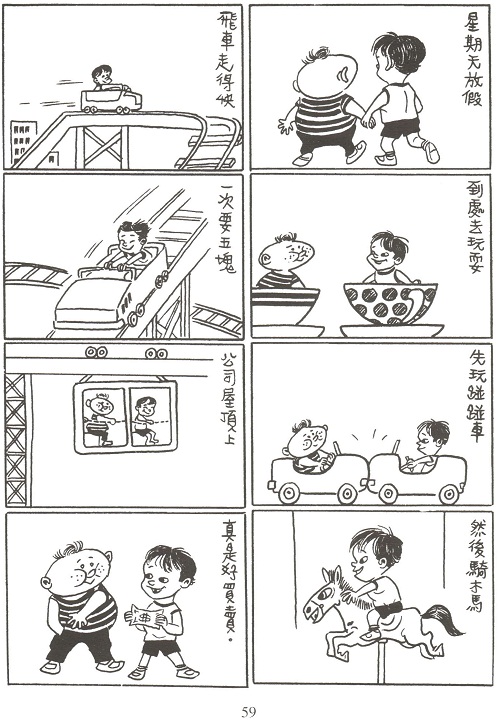 星期天放假
到處去玩耍
先玩碰碰車
然後騎木馬
飛車走得快
一次要五塊
公司屋頂上
真是好買賣。
59